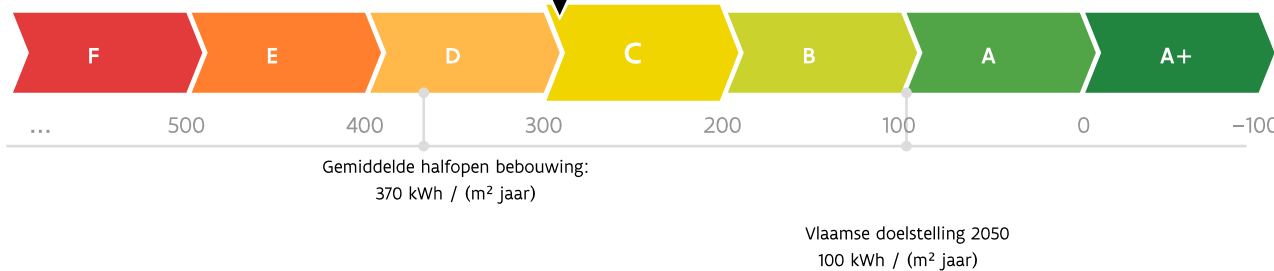 F E D C B A A+
... 500 400 300 200 100 0 −100
Gemiddelde halfopen bebouwing:
370 kWh / (m² jaar)
Vlaamse doelstelling 2050
100 kWh / (m² jaar)